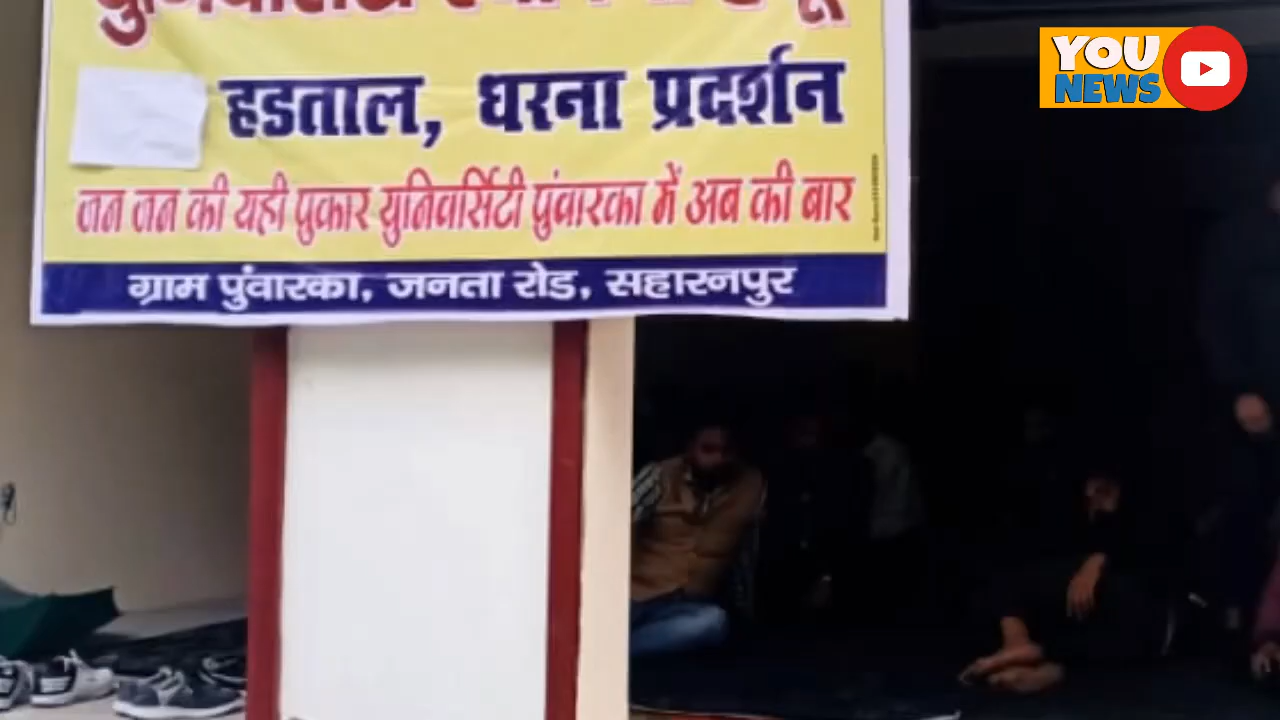 YOU
NEWS
हडताल, धरना प्रदर्शन
जन जन की यही पुकार युनिवर्सिटी पुंवारका में अब की बार
ग्राम पुंवारका, जनता रोड, सहारनपुर